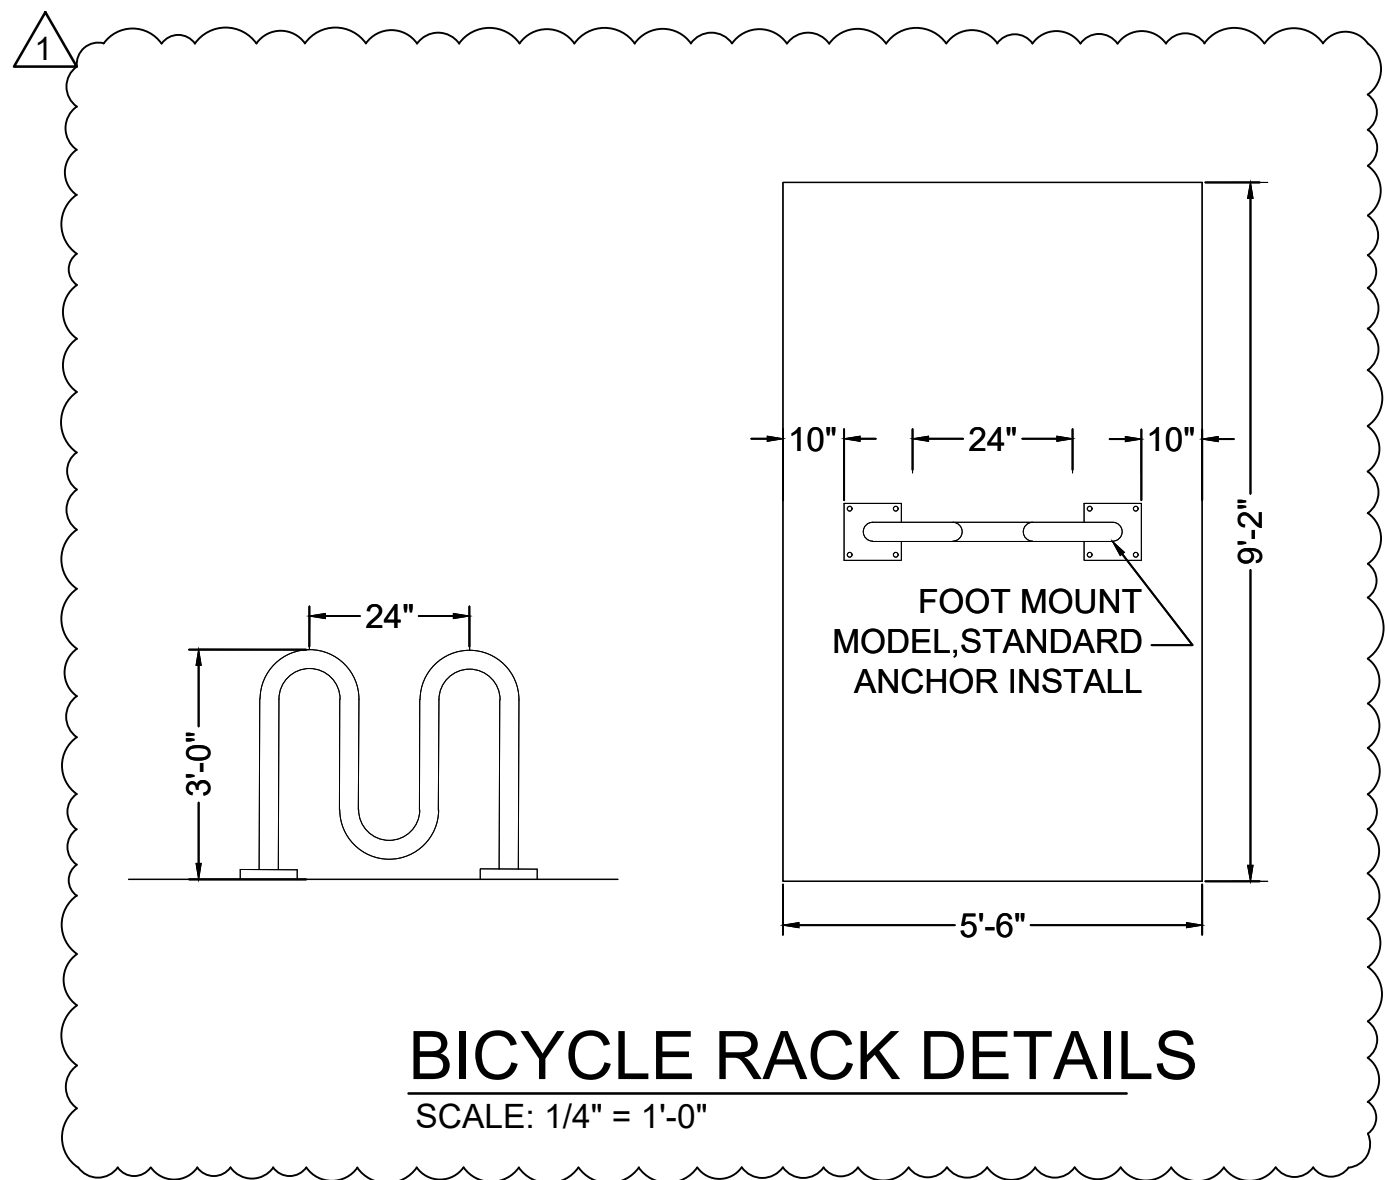 1
10"
24"
10"
9'-2"
FOOT MOUNT
MODEL,STANDARD
ANCHOR INSTALL
24"
3'-0"
5'-6"
BICYCLE RACK DETAILS
SCALE: 1/4" = 1'-0"